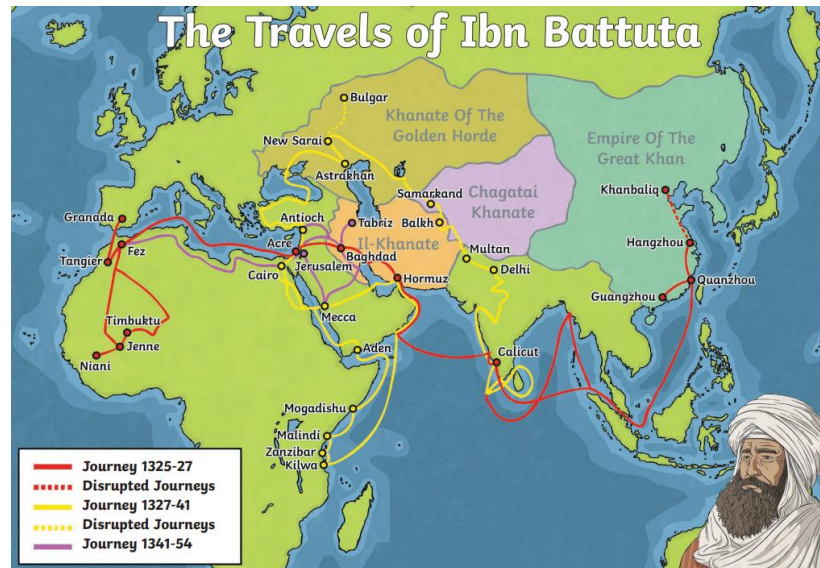 The Travels of Ibn Battuta
Bulgar
Khanate Of The
Golden Horde
New Sarai
Empire Of The
Great Khan
Astrakhan
Samarkand
Chagatai
Khanate
Khanbaliq
Granada
Antioch
Tabriz
Balkh
Il-Khanate
Fez
Acre
Baghdad
Multan
Hangzhou
Tangier
Jerusalem
Cairo
Hormuz
Delhi
Quanzhou
Guangzhou
Mecca
Timbuktu
Jenne
Niani
Aden
Calicut
Mogadishu
Malindi
Zanzibar
Kilwa
Journey 1325-27
Disrupted Journeys
Journey 1327-41
Disrupted Journeys
Journey 1341-54